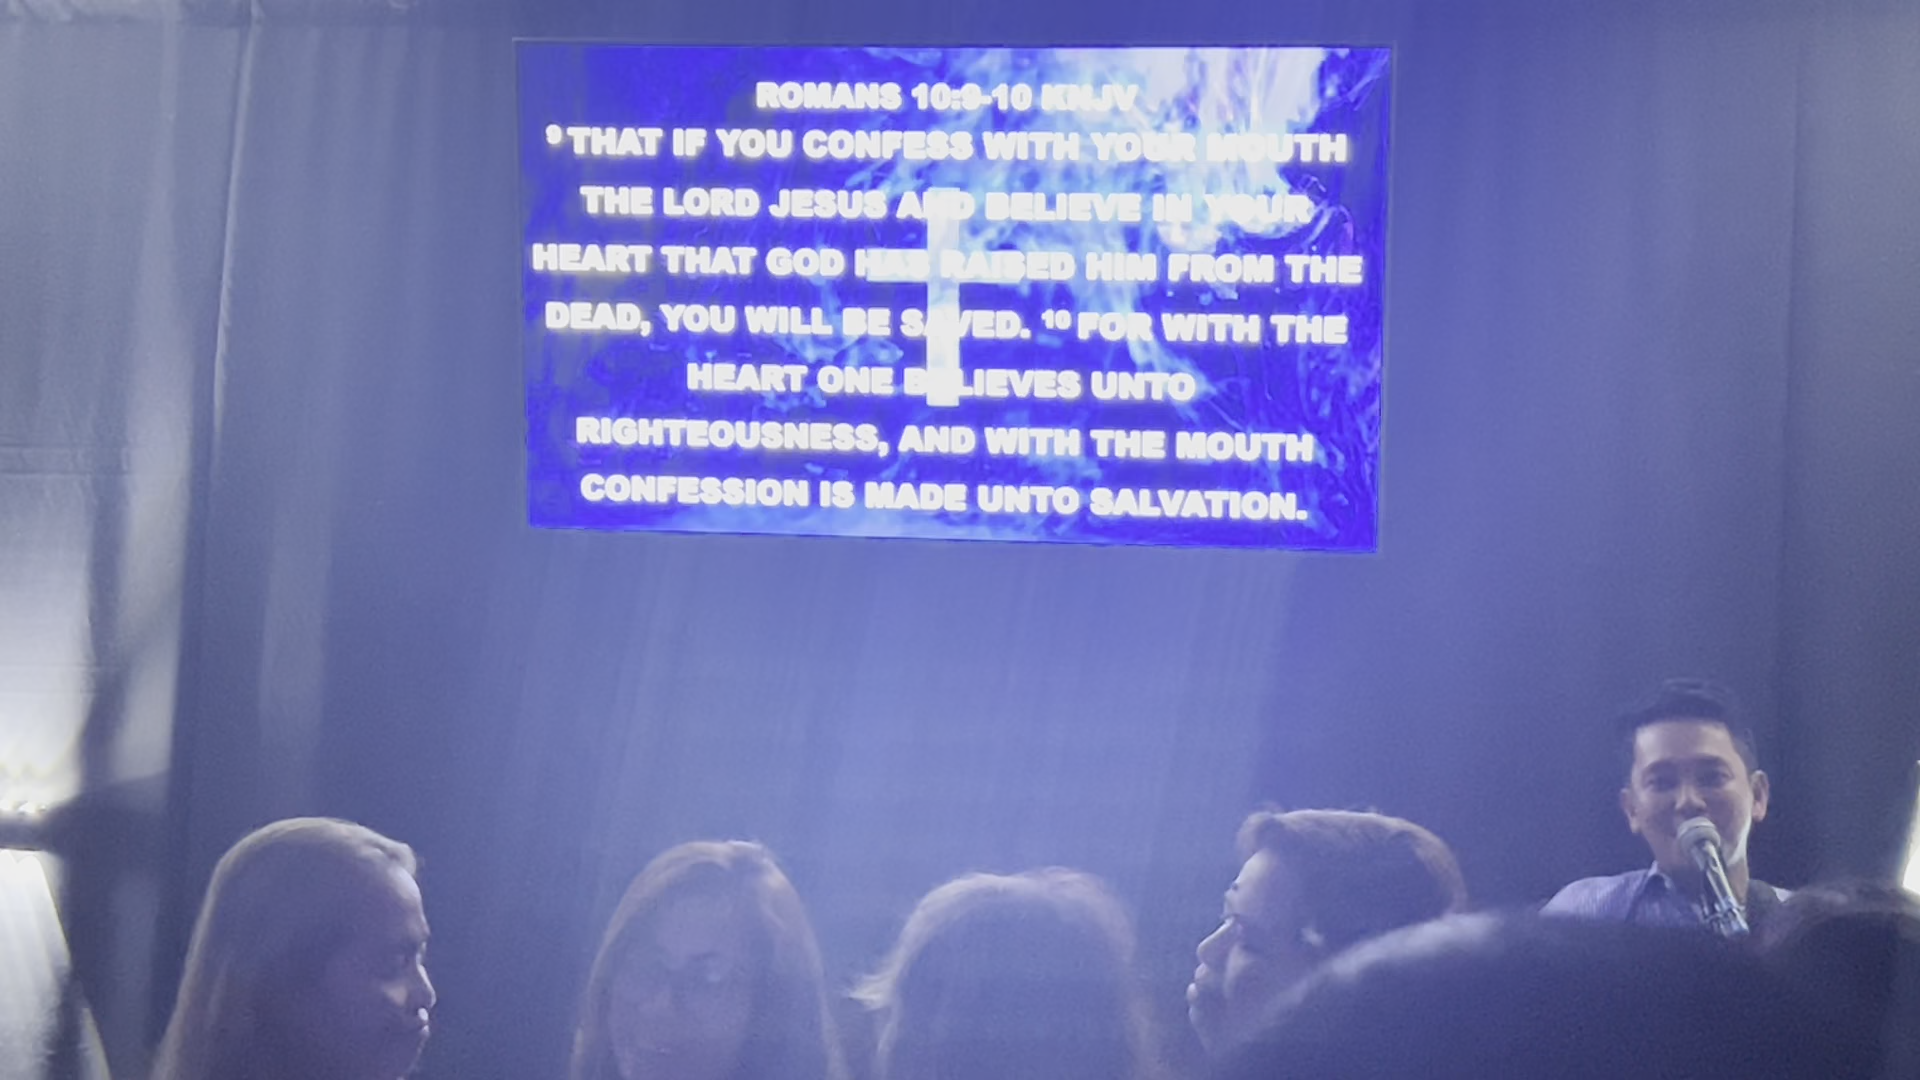 ROMANS 10:9-10 KNJV
⁹ THAT IF YOU CONFESS WITH YOUR MOUTH
THE LORD JESUS AND BELIEVE IN YOUR
HEART THAT GOD HAS RAISED HIM FROM THE
DEAD, YOU WILL BE SAVED. ¹⁰ FOR WITH THE
HEART ONE BELIEVES UNTO
RIGHTEOUSNESS, AND WITH THE MOUTH
CONFESSION IS MADE UNTO SALVATION.